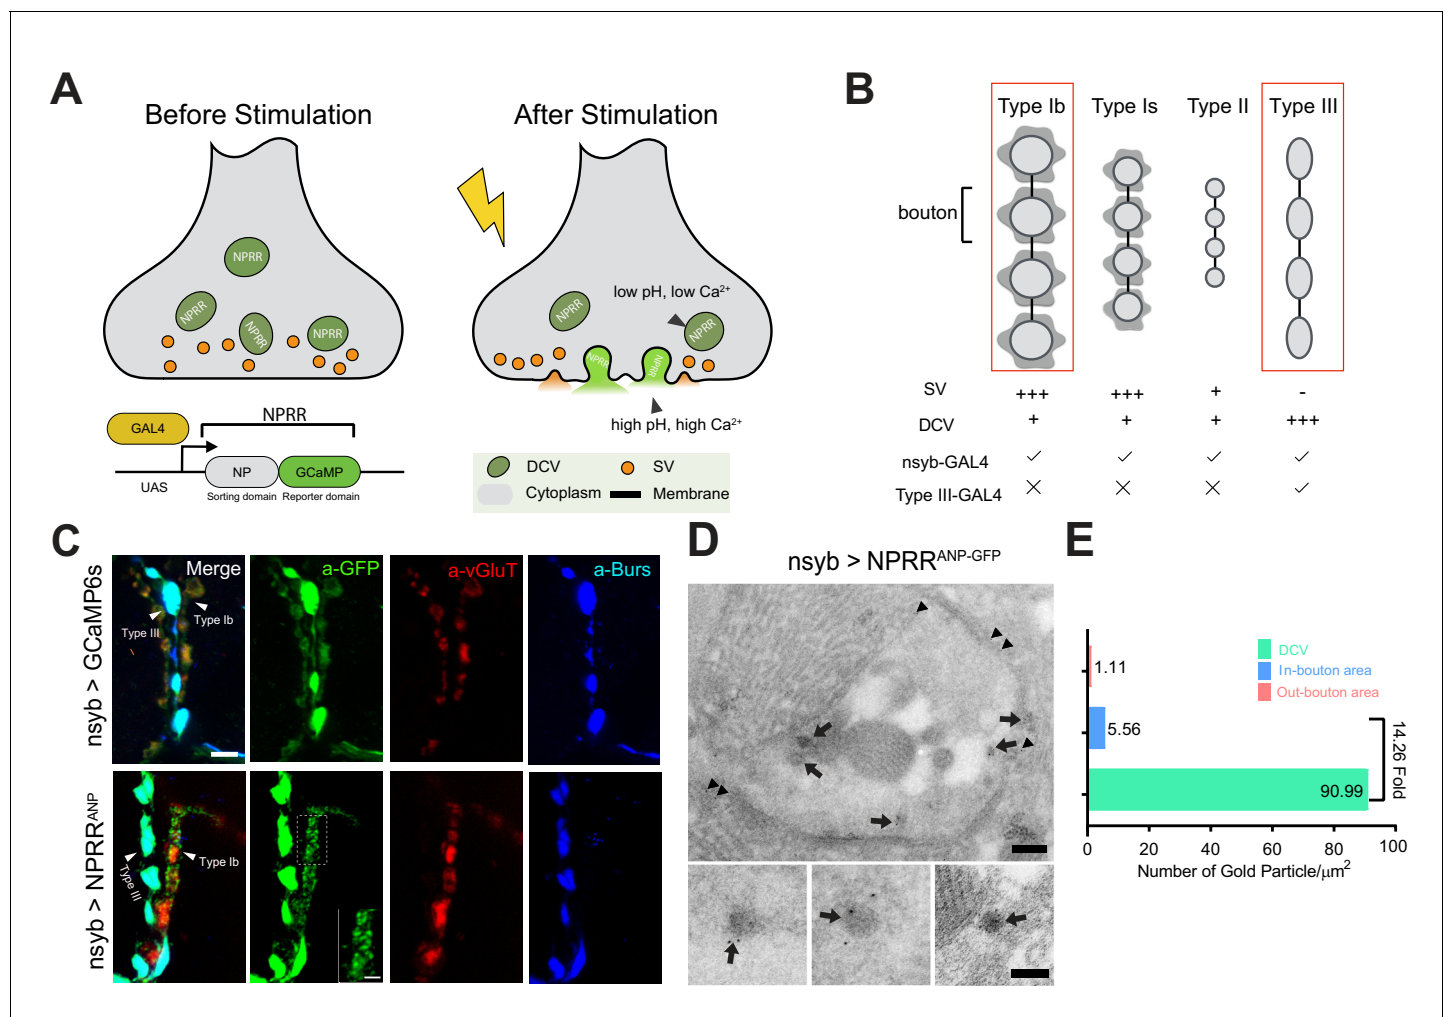 A
Before Stimulation
After Stimulation
NPRR
NPRR
NPRR
NPRR
NPRR
low pH, low Ca²⁺
NPRR
NPRR
NPRR
high pH, high Ca²⁺
GAL4
NPRR
UAS
NP
GCaMP
Sorting domain
Reporter domain
DCV
SV
Cytoplasm
Membrane
B
Type Ib
Type Is
Type II
Type III
bouton
SV +++ +++ + -
DCV + + + +++
nsyb-GAL4 ✓ ✓ ✓ ✓
Type III-GAL4 × × × ✓
C
nsyb > GCaMP6s
Merge
a-GFP
a-vGluT
a-Burs
Type III
Type Ib
nsyb > NPRRᴬᴺᴾ
Type III
Type Ib
D
nsyb > NPRRᴬᴺᴾ⁻ᴳᶠᴾ
E
DCV
In-bouton area
Out-bouton area
1.11
5.56
90.99
14.26 Fold
0 20 40 60 80 100
Number of Gold Particle/μm²